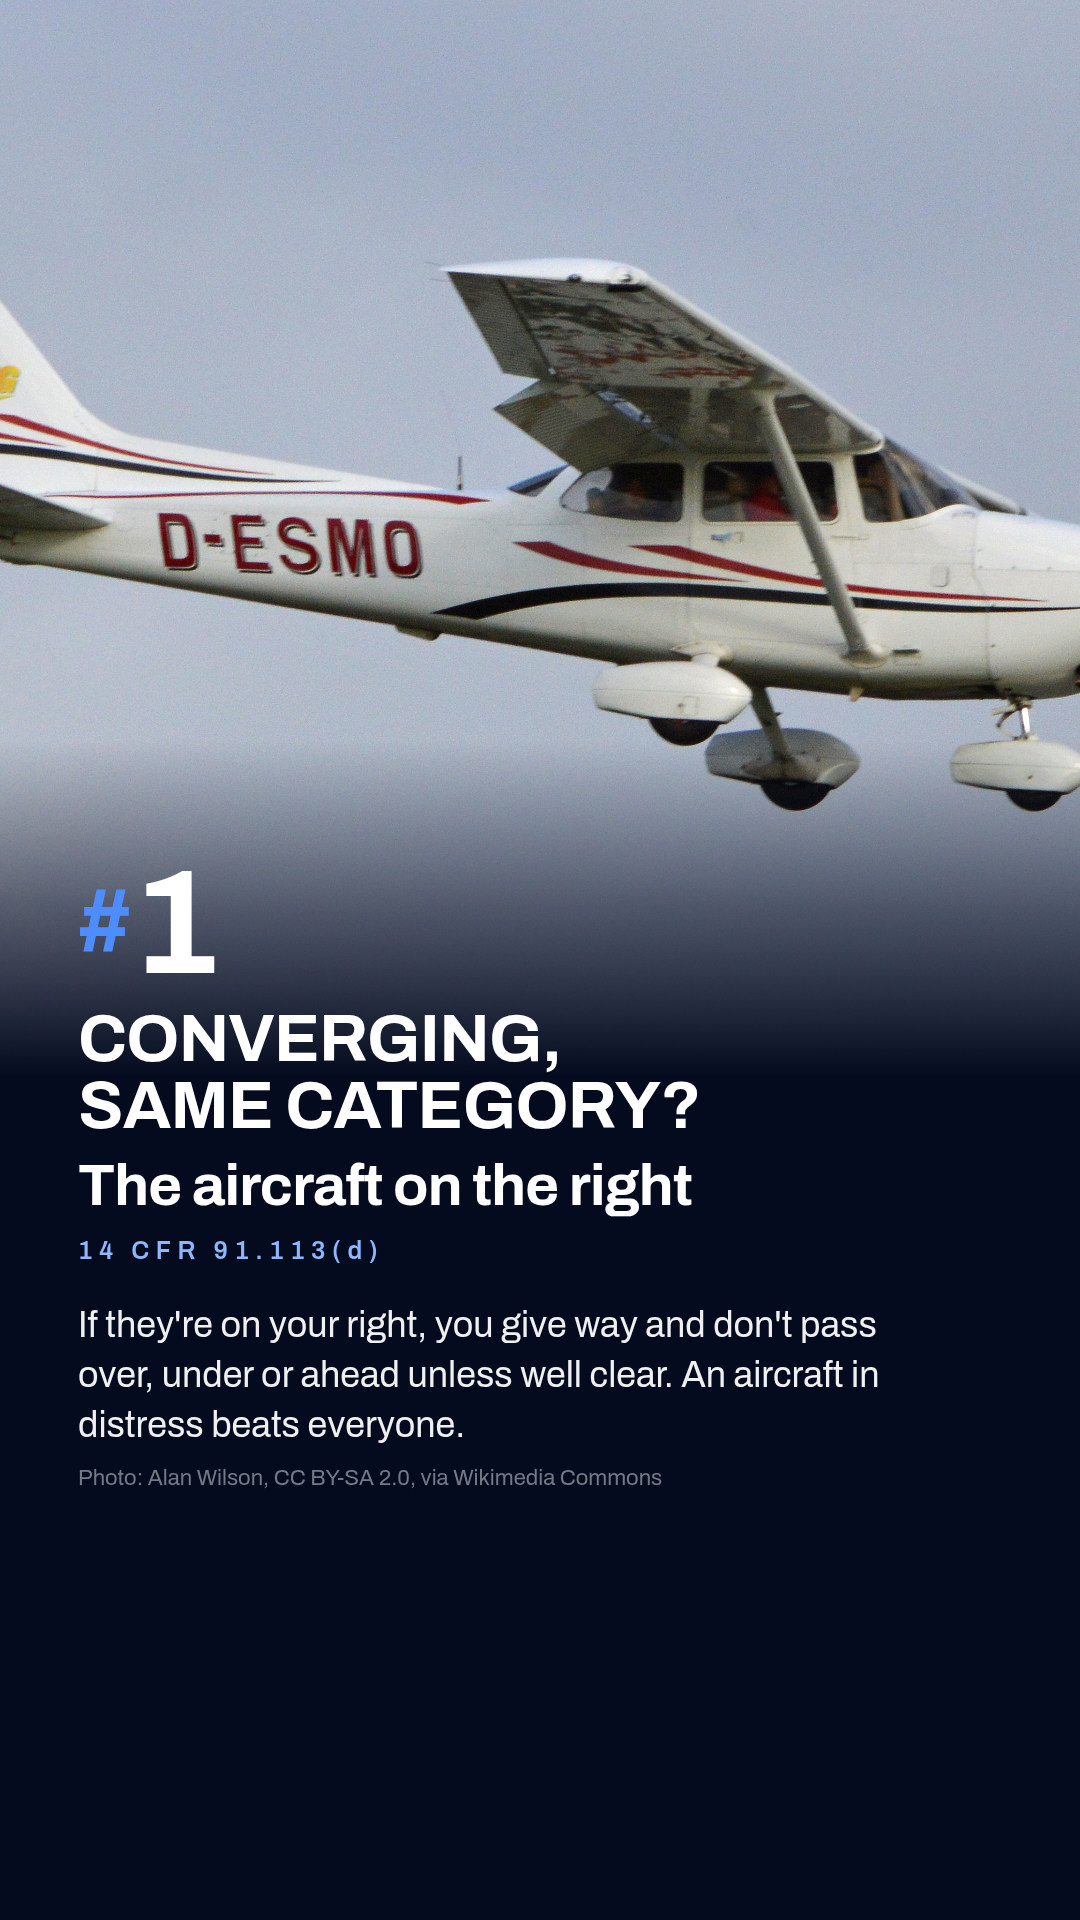 G
D-ESMO
#1
CONVERGING,
SAME CATEGORY?
The aircraft on the right
14 CFR 91.113(d)
If they're on your right, you give way and don't pass
over, under or ahead unless well clear. An aircraft in
distress beats everyone.
Photo: Alan Wilson, CC BY-SA 2.0, via Wikimedia Commons